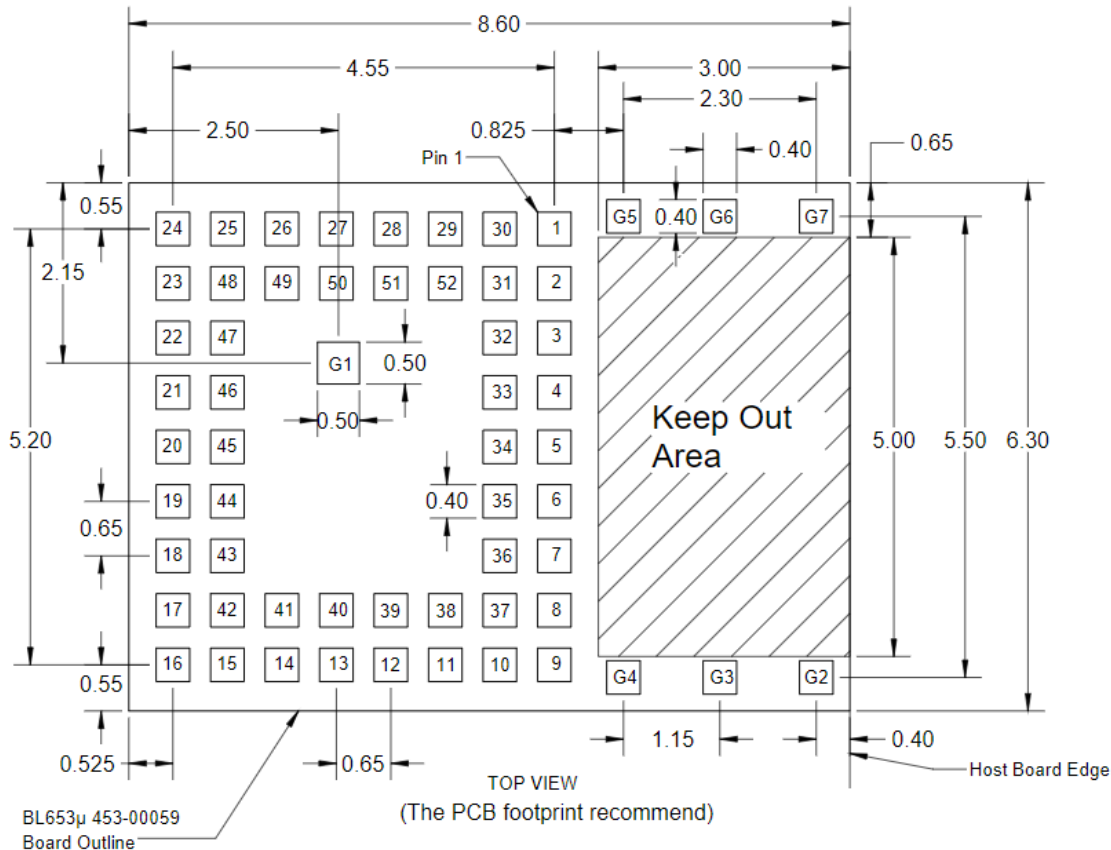 8.60
4.55
3.00
2.30
2.50
0.825
Pin 1
0.40
0.65
0.55
24 25 26 27 28 29 30 1
G5 0.40 G6 G7
2.15
23 48 49 50 51 52 31 2
22 47 32 3
G1 0.50
21 46 33 4
0.50
Keep Out
Area
5.20
20 45 34 5
5.00 5.50 6.30
19 44 0.40 35 6
0.65
18 43 36 7
17 42 41 40 39 38 37 8
16 15 14 13 12 11 10 9
G4 G3 G2
0.55
0.525
0.65
1.15
0.40
TOP VIEW
Host Board Edge
(The PCB footprint recommend)
BL653µ 453-00059
Board Outline